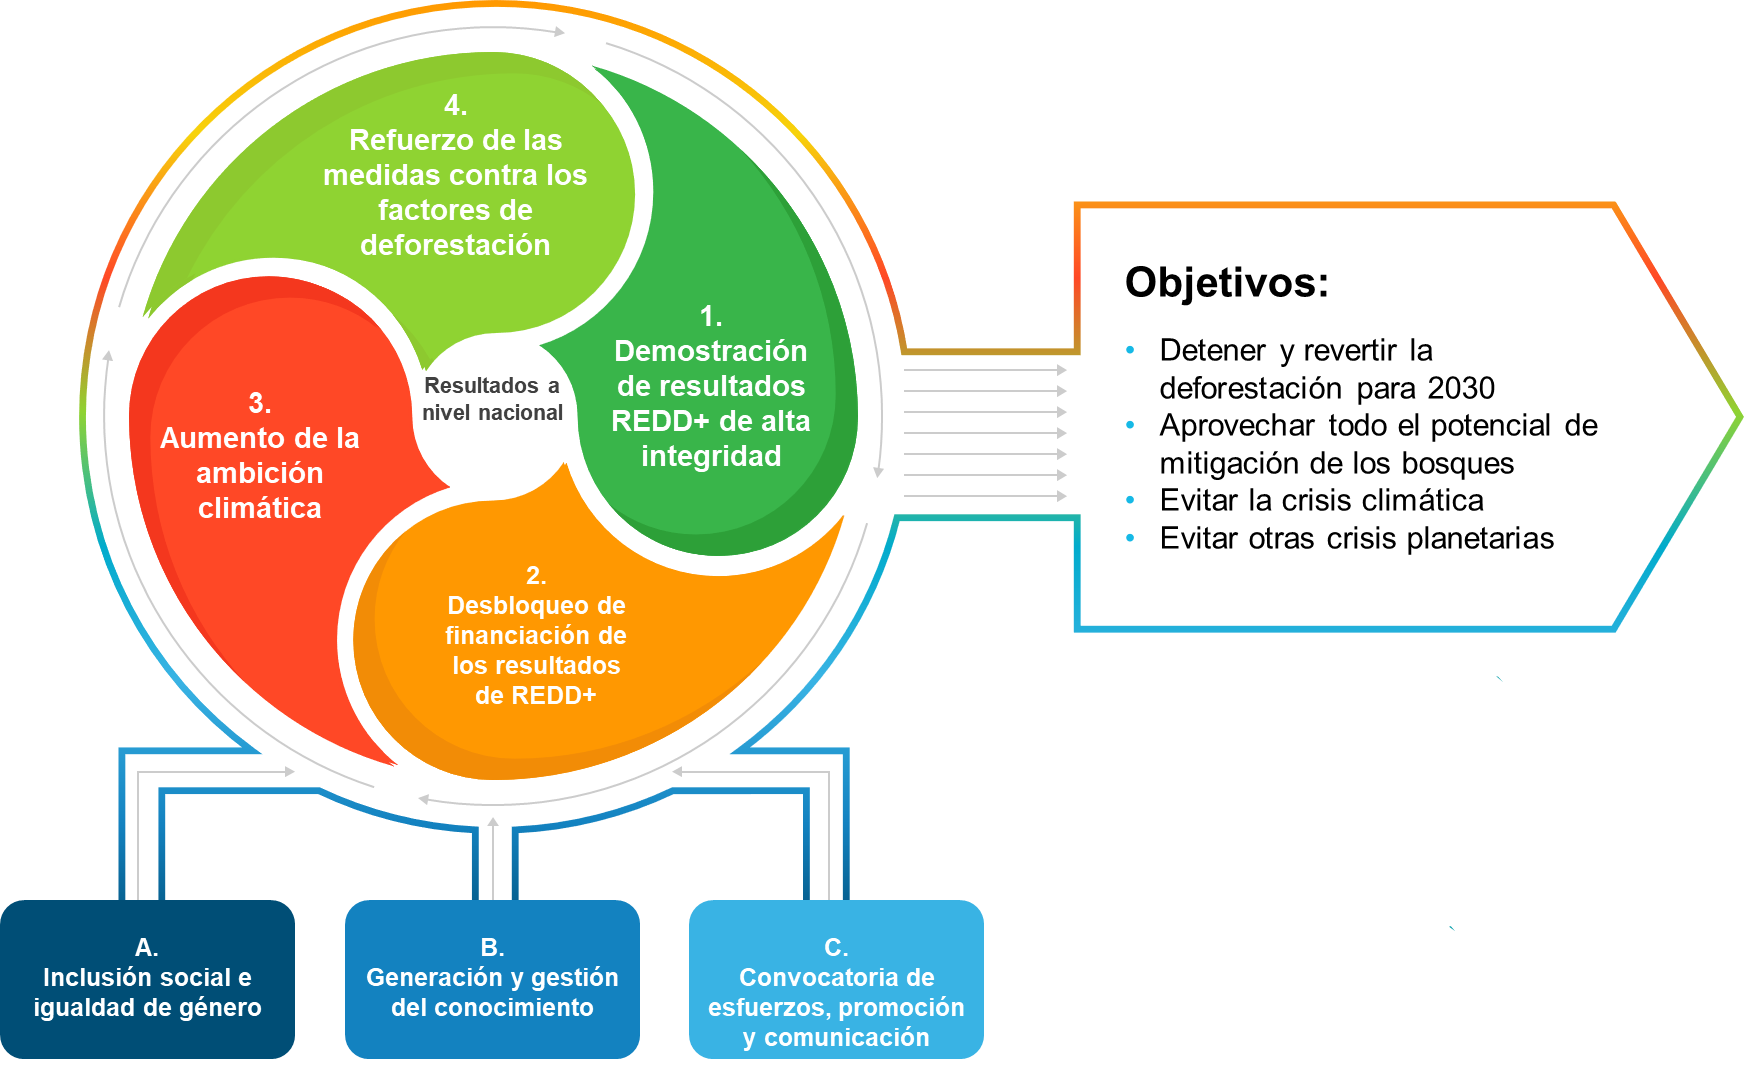 4.
Refuerzo de las
medidas contra los
factores de
deforestación
1.
Demostración
de resultados
REDD+ de alta
integridad
Resultados a
nivel nacional
3.
Aumento de la
ambición
climática
2.
Desbloqueo de
financiación de
los resultados
de REDD+
Objetivos:
• Detener y revertir la
deforestación para 2030
• Aprovechar todo el potencial de
mitigación de los bosques
• Evitar la crisis climática
• Evitar otras crisis planetarias
A.
Inclusión social e
igualdad de género
B.
Generación y gestión
del conocimiento
C.
Convocatoria de
esfuerzos, promoción
y comunicación